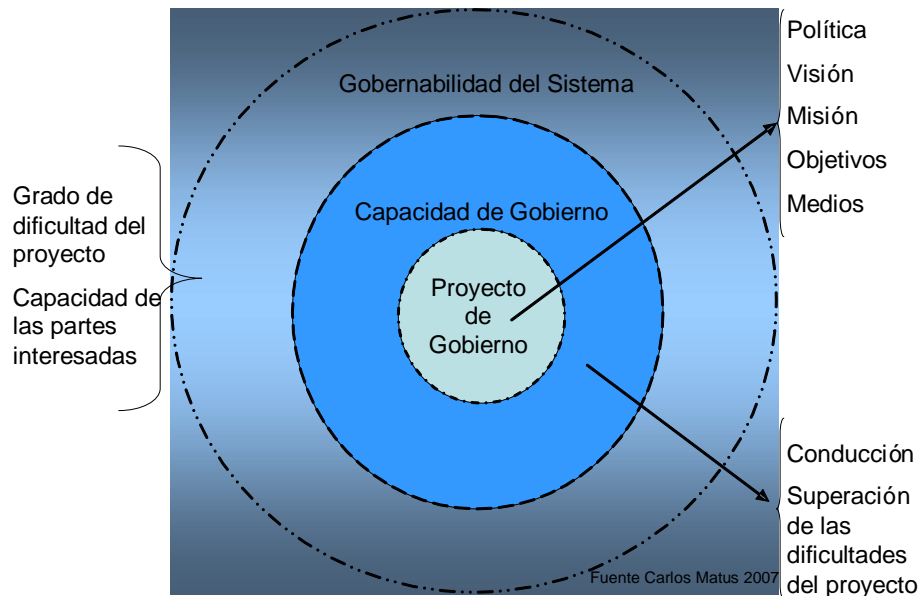 Gobernabilidad del Sistema
Capacidad de Gobierno
Proyecto
de
Gobierno
Grado de
dificultad del
proyecto
Capacidad de
las partes
interesadas
Política
Visión
Misión
Objetivos
Medios
Conducción
Superación
de las
dificultades
del proyecto
Fuente Carlos Matus 2007